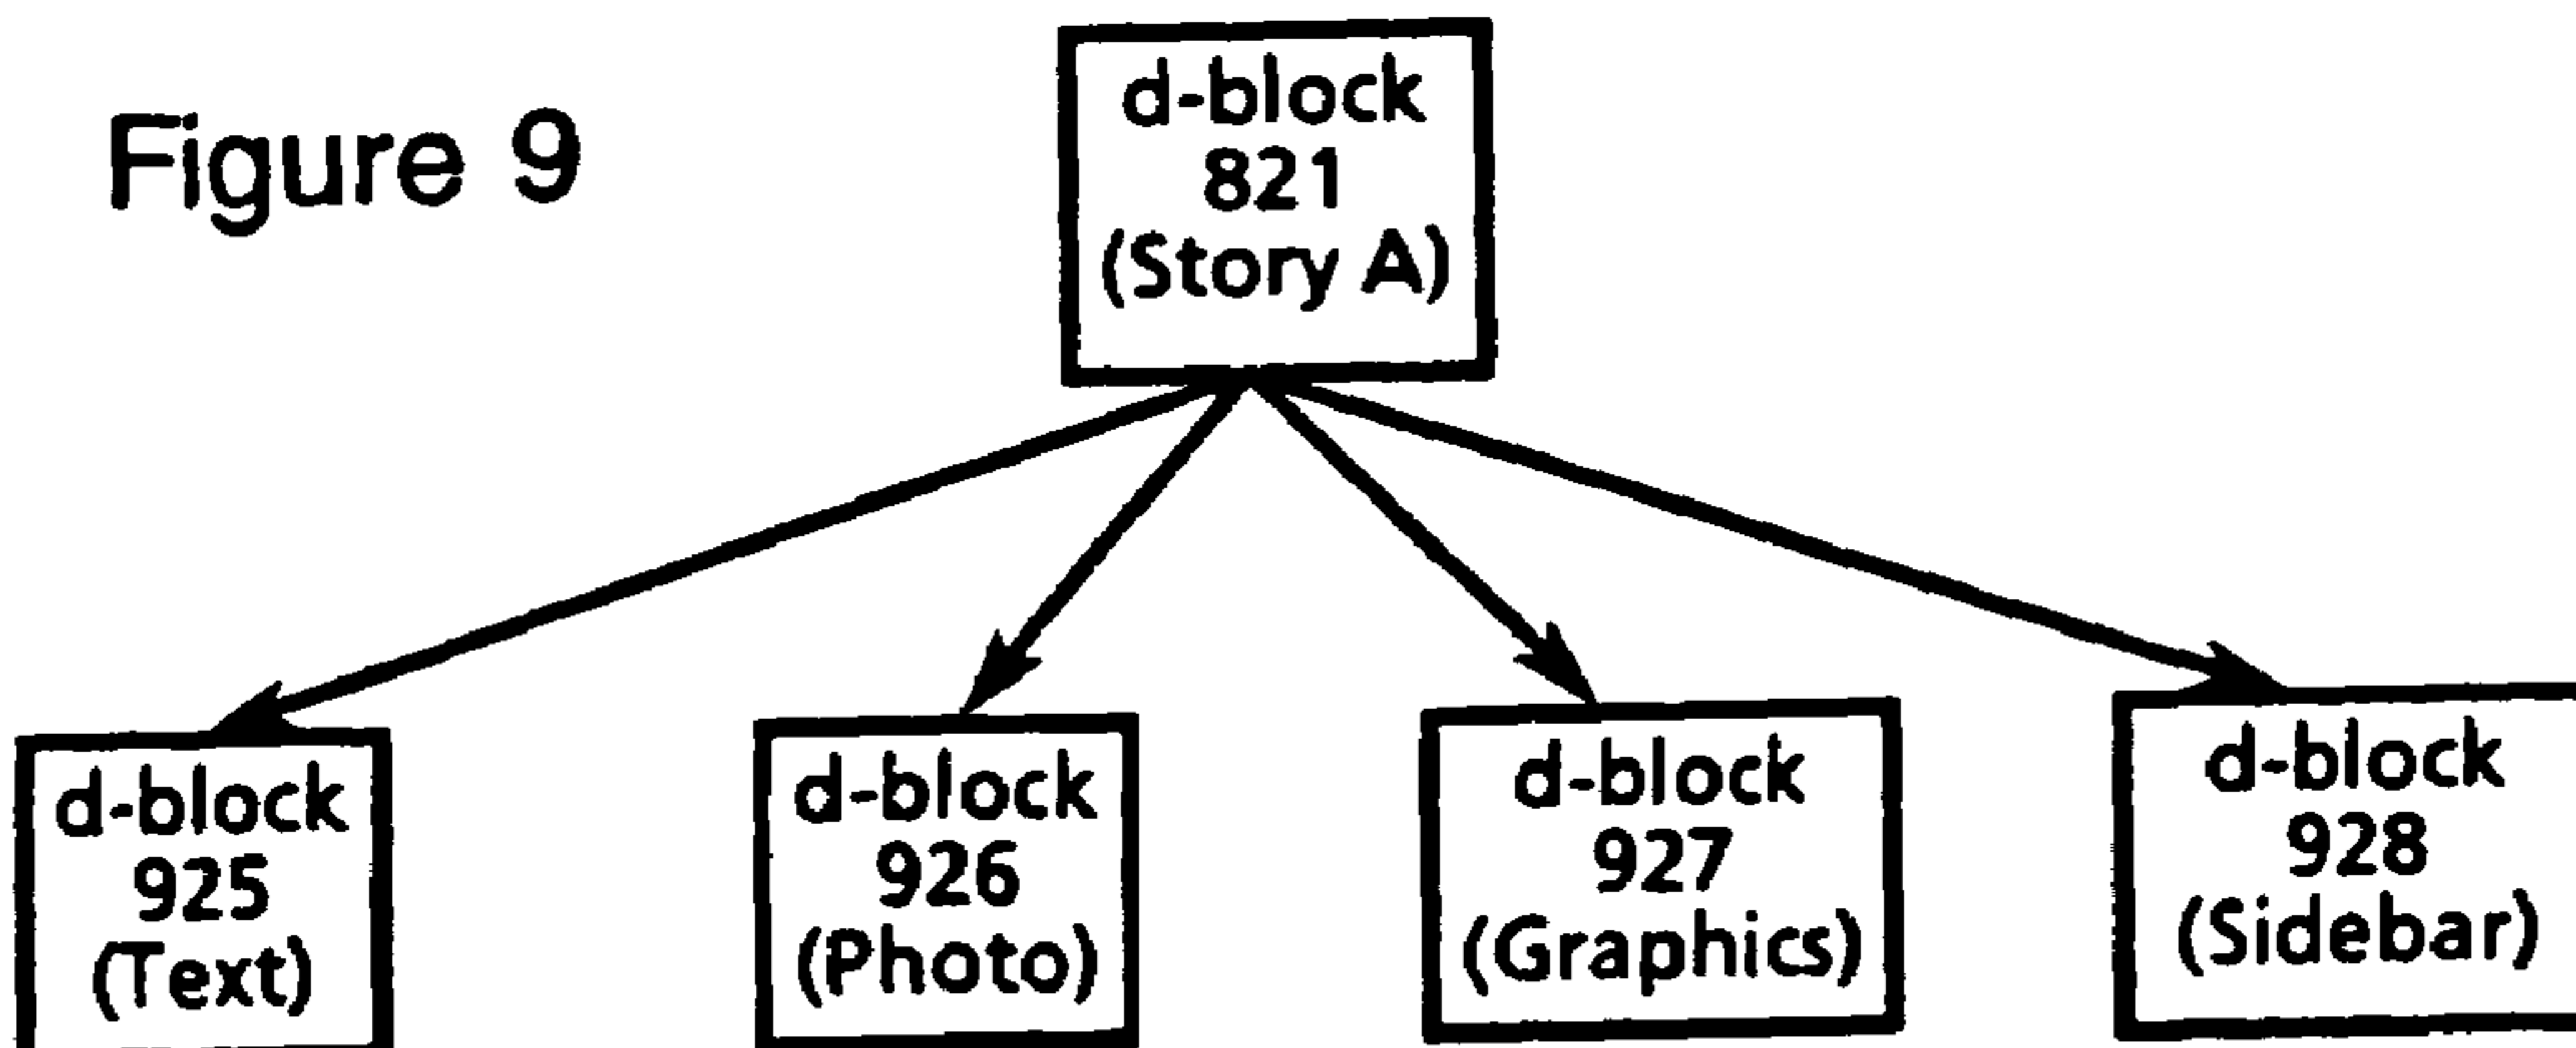 Figure 9
d-block
821
(Story A)
d-block
925
(Text)
d-block
926
(Photo)
d-block
927
(Graphics)
d-block
928
(Sidebar)